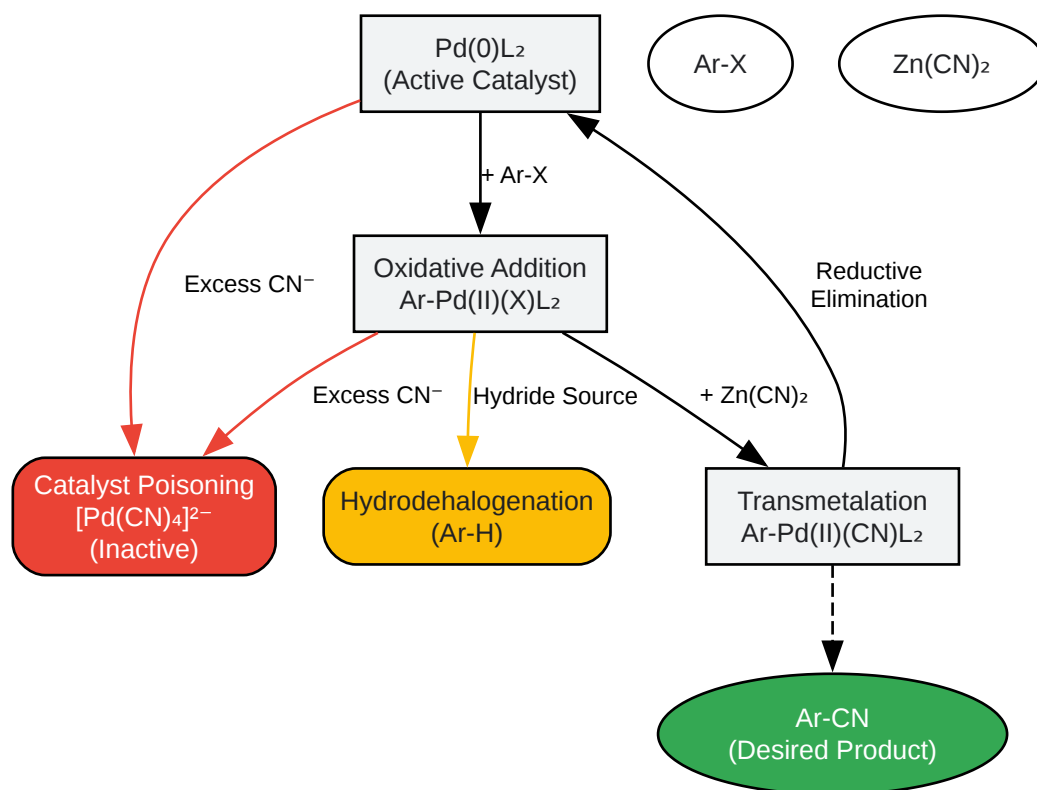 Pd(0)L₂
(Active Catalyst)
Ar-X
Zn(CN)₂
+ Ar-X
Excess CN⁻
Oxidative Addition
Ar-Pd(II)(X)L₂
Reductive
Elimination
Excess CN⁻
Hydride Source
+ Zn(CN)₂
Catalyst Poisoning
[Pd(CN)₄]²⁻
(Inactive)
Hydrodehalogenation
(Ar-H)
Transmetalation
Ar-Pd(II)(CN)L₂
Ar-CN
(Desired Product)